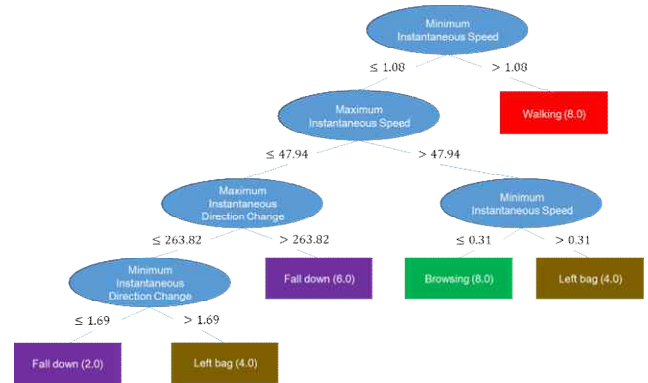 Minimum
Instantaneous Speed
≤ 1.08
> 1.08
Maximum
Instantaneous Speed
Walking (8.0)
≤ 47.94
> 47.94
Maximum
Instantaneous
Direction Change
Minimum
Instantaneous Speed
≤ 263.82
> 263.82
≤ 0.31
> 0.31
Minimum
Instantaneous
Direction Change
Fall down (6.0)
Browsing (8.0)
Left bag (4.0)
≤ 1.69
> 1.69
Fall down (2.0)
Left bag (4.0)